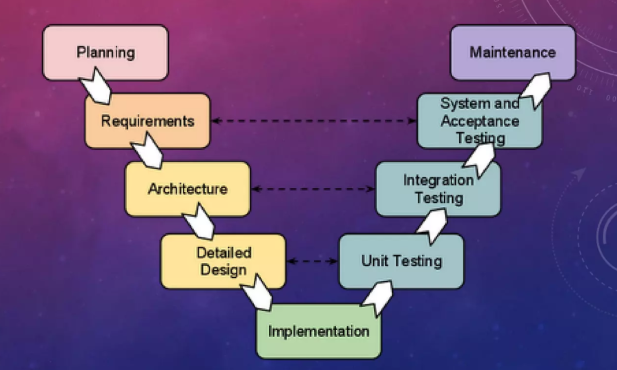 Planning
Maintenance
Requirements
System and
Acceptance
Testing
Architecture
Integration
Testing
Detailed
Design
Unit Testing
Implementation